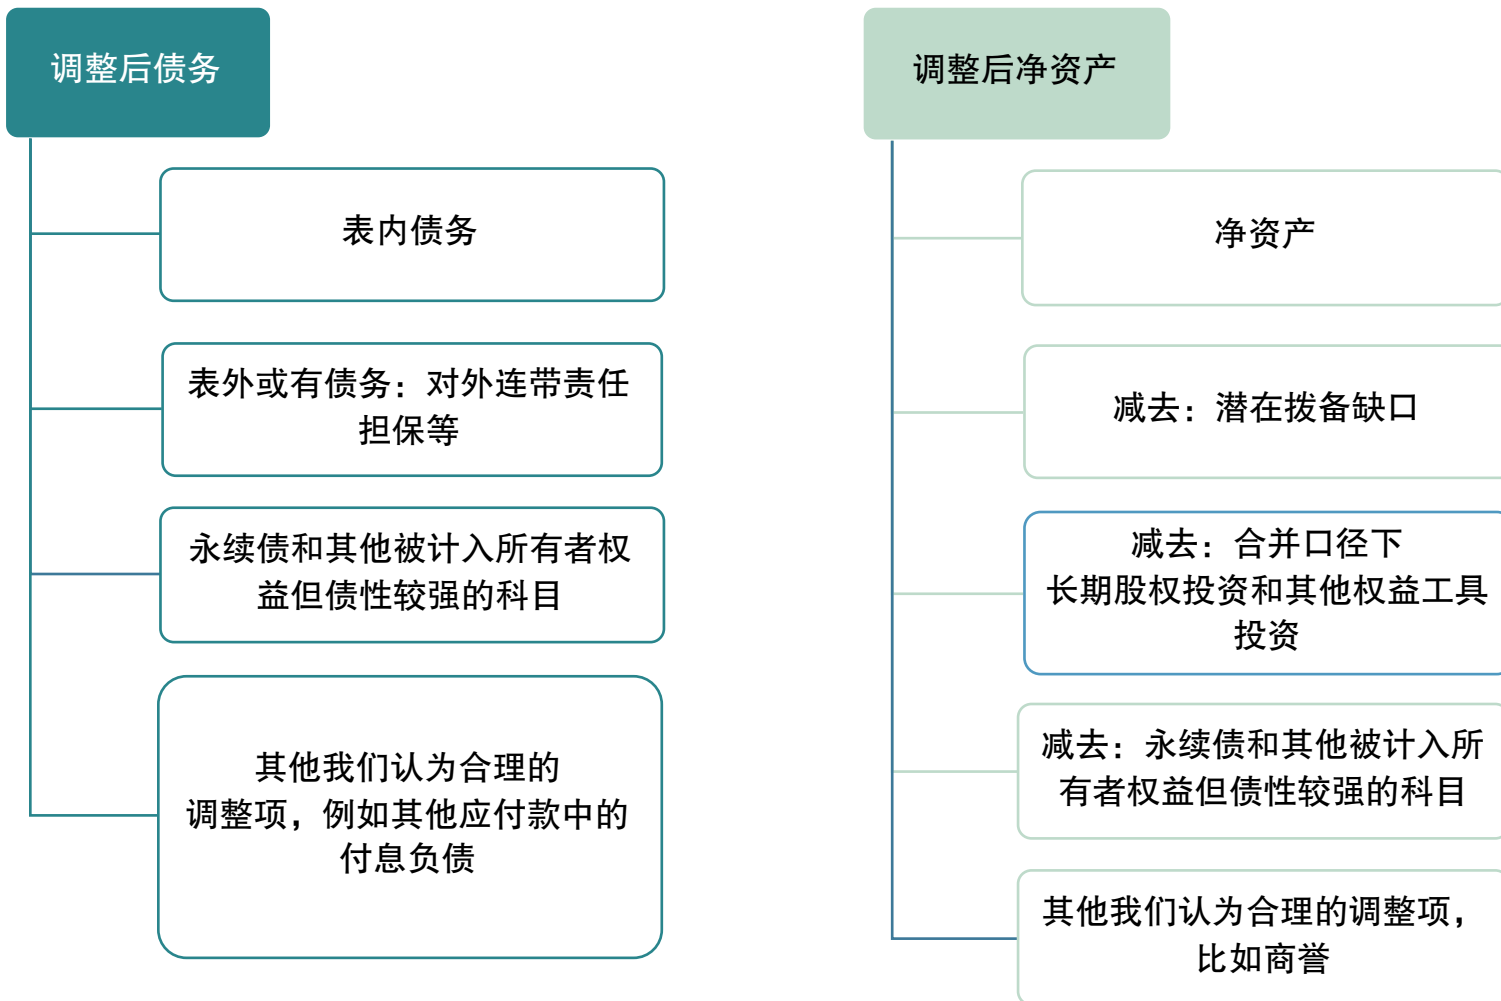 调整后债务
表内债务
表外或有债务：对外连带责任
担保等
永续债和其他被计入所有者权
益但债性较强的科目
其他我们认为合理的
调整项，例如其他应付款中的
付息负债
调整后净资产
净资产
减去：潜在拨备缺口
减去：合并口径下
长期股权投资和其他权益工具
投资
减去：永续债和其他被计入所
有者权益但债性较强的科目
其他我们认为合理的调整项，
比如商誉